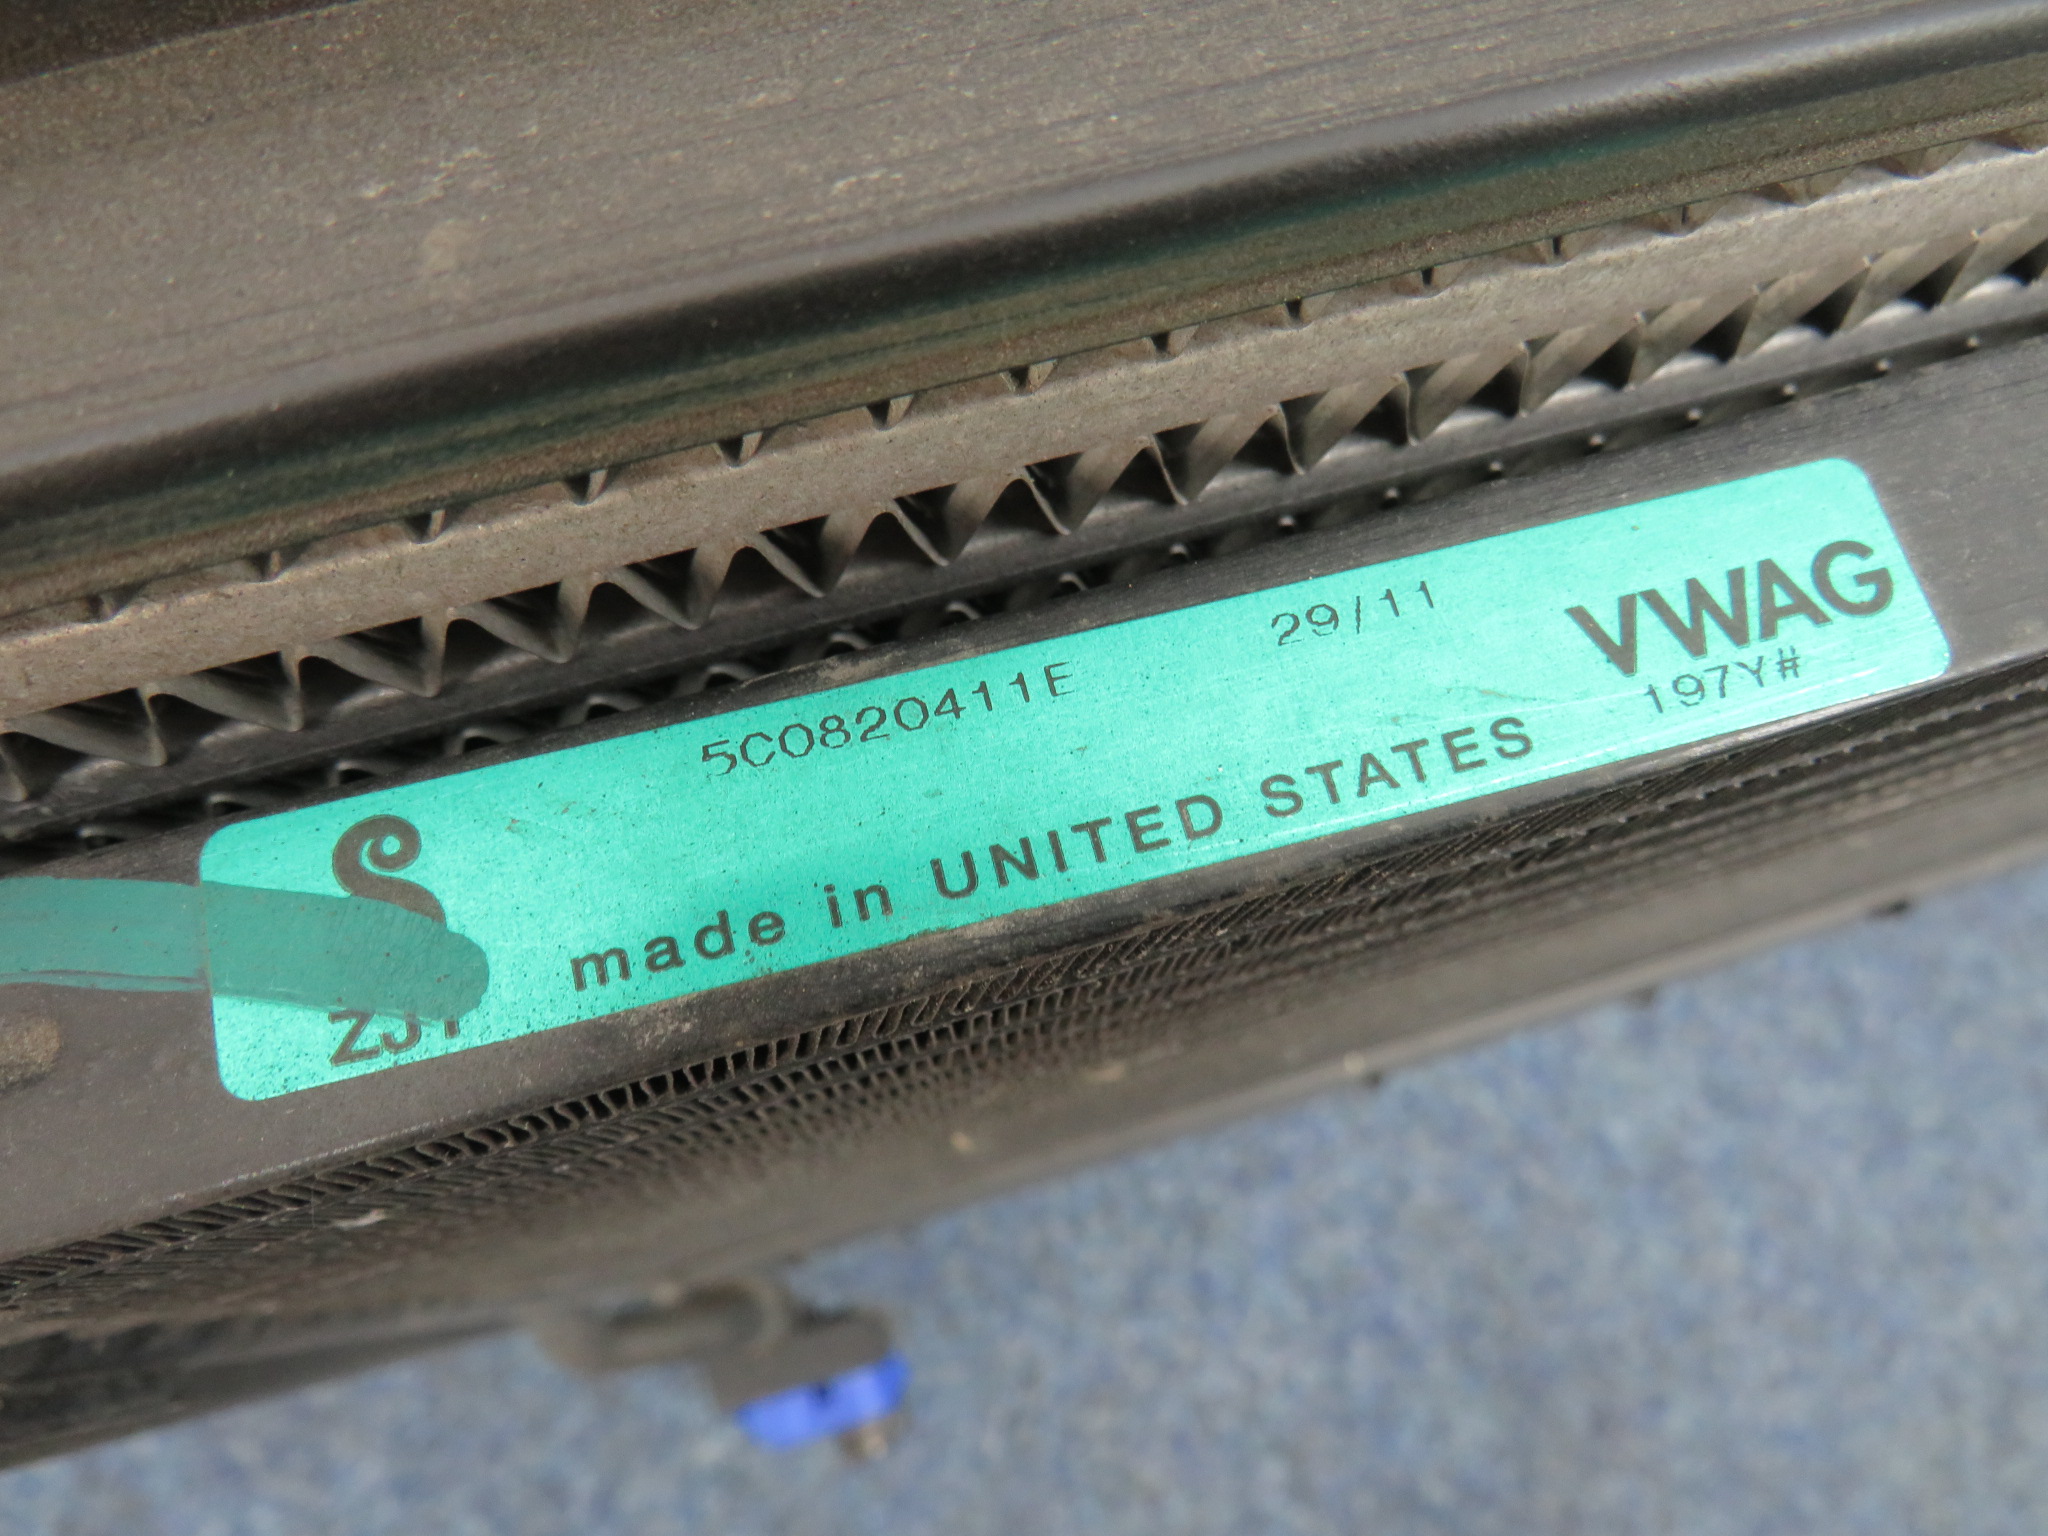 5C0820411E
29/11
VWAG
197Y#
made in UNITED STATES